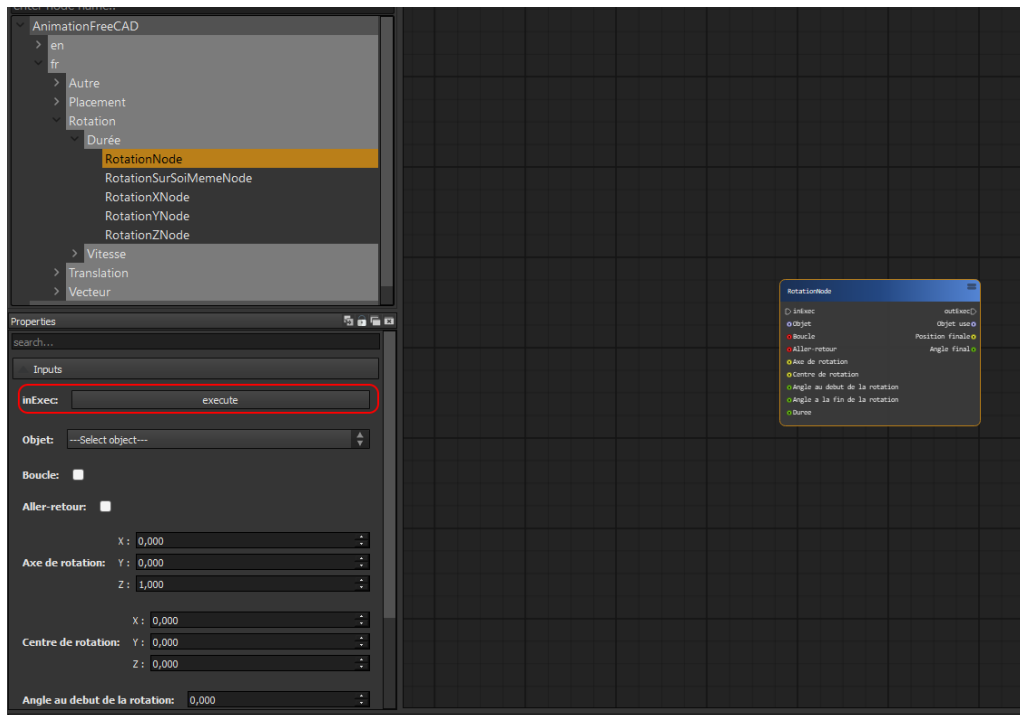 enter node name..
AnimationFreeCAD
en
fr
Autre
Placement
Rotation
Durée
RotationNode
RotationSurSoiMemeNode
RotationXNode
RotationYNode
RotationZNode
Vitesse
Translation
Vecteur
Properties
search...
Inputs
inExec: execute
Objet: ---Select object---
Boucle:
Aller-retour:
X : 0,000
Axe de rotation: Y : 0,000
Z : 1,000
X : 0,000
Centre de rotation: Y : 0,000
Z : 0,000
Angle au debut de la rotation: 0,000
RotationNode
inExec outExec
Objet Objet use
Boucle Position finale
Aller-retour Angle final
Axe de rotation
Centre de rotation
Angle au debut de la rotation
Angle a la fin de la rotation
Duree